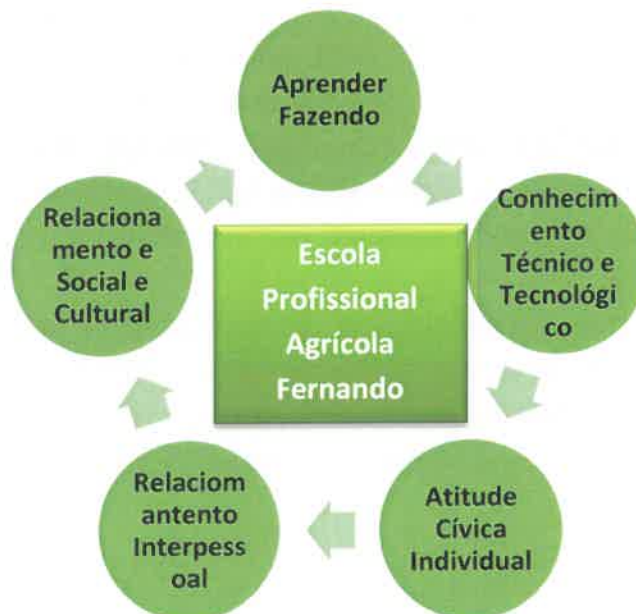 Aprender
Fazendo
Conhecim
ento
Técnico e
Tecnológi
co
Atitude
Cívica
Individual
Relaciom
antento
Interpess
oal
Relaciona
mento e
Social e
Cultural
Escola
Profissional
Agrícola
Fernando